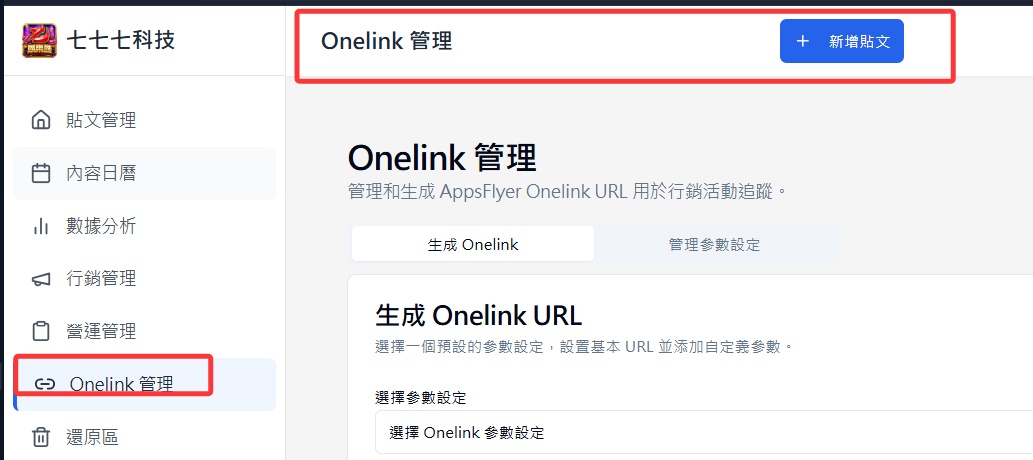 七七七科技
Onelink 管理
新增貼文
貼文管理
內容日曆
數據分析
行銷管理
營運管理
Onelink 管理
還原區
Onelink 管理
管理和生成 AppsFlyer Onelink URL 用於行銷活動追蹤。
生成 Onelink
管理參數設定
生成 Onelink URL
選擇一個預設的參數設定，設置基本 URL 並添加自定義參數。
選擇參數設定
選擇 Onelink 參數設定